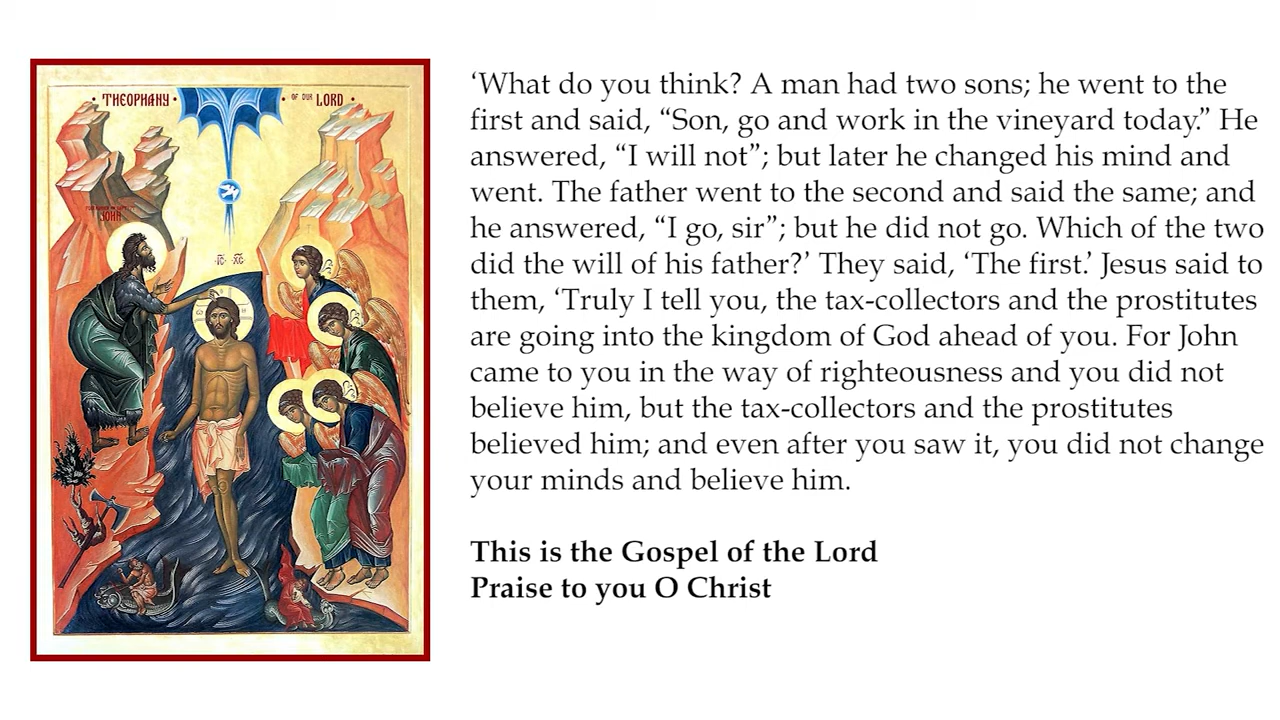 THEOPHANY OF OUR LORD
JOHN
IC XC
‘What do you think? A man had two sons; he went to the
first and said, “Son, go and work in the vineyard today.” He
answered, “I will not”; but later he changed his mind and
went. The father went to the second and said the same; and
he answered, “I go, sir”; but he did not go. Which of the two
did the will of his father?’ They said, ‘The first.’ Jesus said to
them, ‘Truly I tell you, the tax-collectors and the prostitutes
are going into the kingdom of God ahead of you. For John
came to you in the way of righteousness and you did not
believe him, but the tax-collectors and the prostitutes
believed him; and even after you saw it, you did not change
your minds and believe him.
This is the Gospel of the Lord
Praise to you O Christ